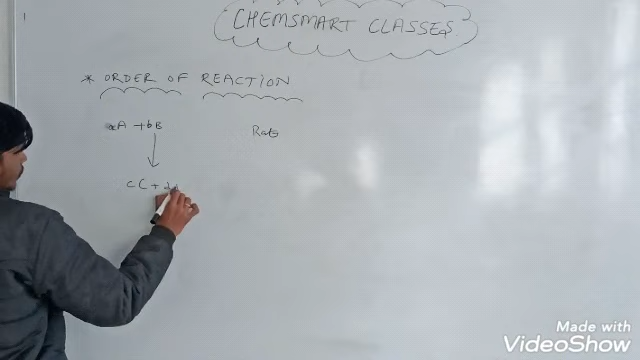 CHEMSMART CLASSES
* ORDER OF REACTION
aA + bB
Rate
cC + d
Made with
VideoShow